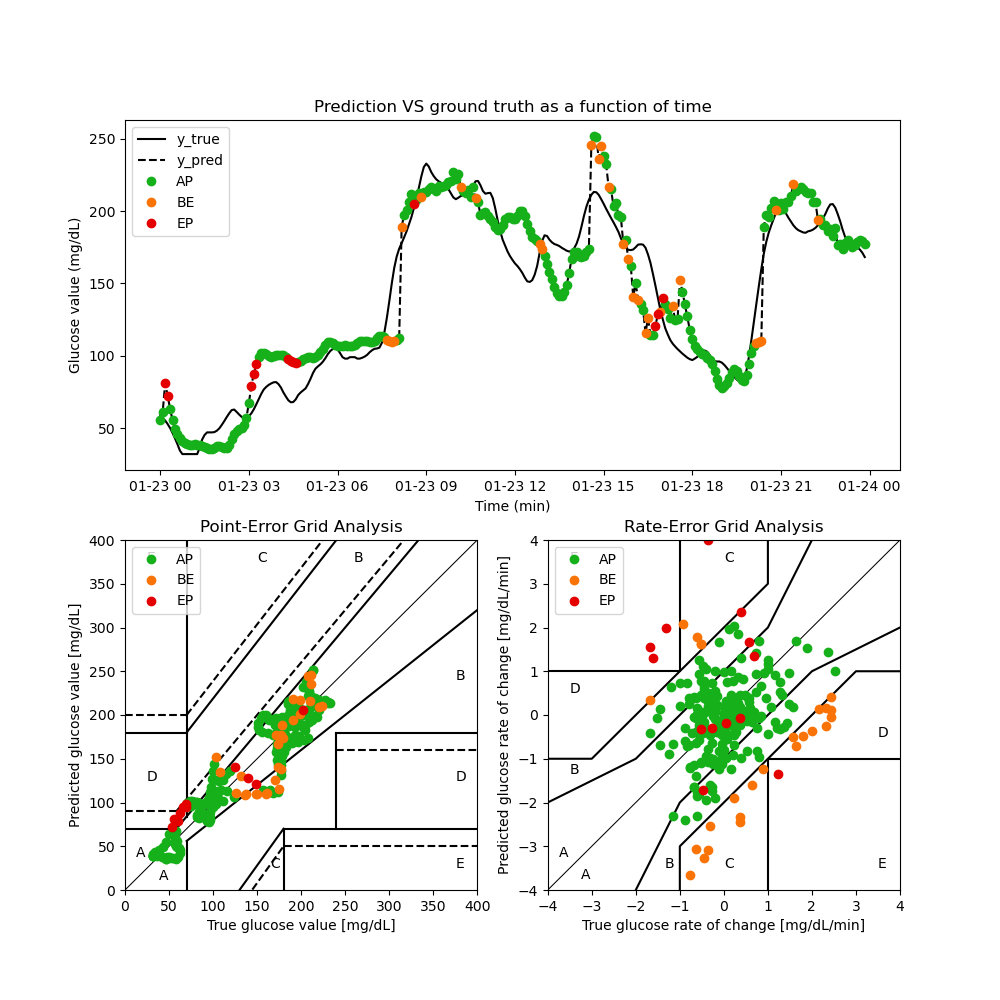 Prediction VS ground truth as a function of time
Glucose value (mg/dL)
250
200
150
100
50
y_true
y_pred
AP
BE
EP
01-23 00 01-23 03 01-23 06 01-23 09 01-23 12 01-23 15 01-23 18 01-23 21 01-24 00
Time (min)
Point-Error Grid Analysis
Predicted glucose value [mg/dL]
400
350
300
250
200
150
100
50
0
AP
BE
EP
C
B
B
D
D
A
A
C
E
0 50 100 150 200 250 300 350 400
True glucose value [mg/dL]
Rate-Error Grid Analysis
Predicted glucose rate of change [mg/dL/min]
4
3
2
1
0
−1
−2
−3
−4
AP
BE
EP
C
D
D
B
A
A
B
C
E
−4 −3 −2 −1 0 1 2 3 4
True glucose rate of change [mg/dL/min]